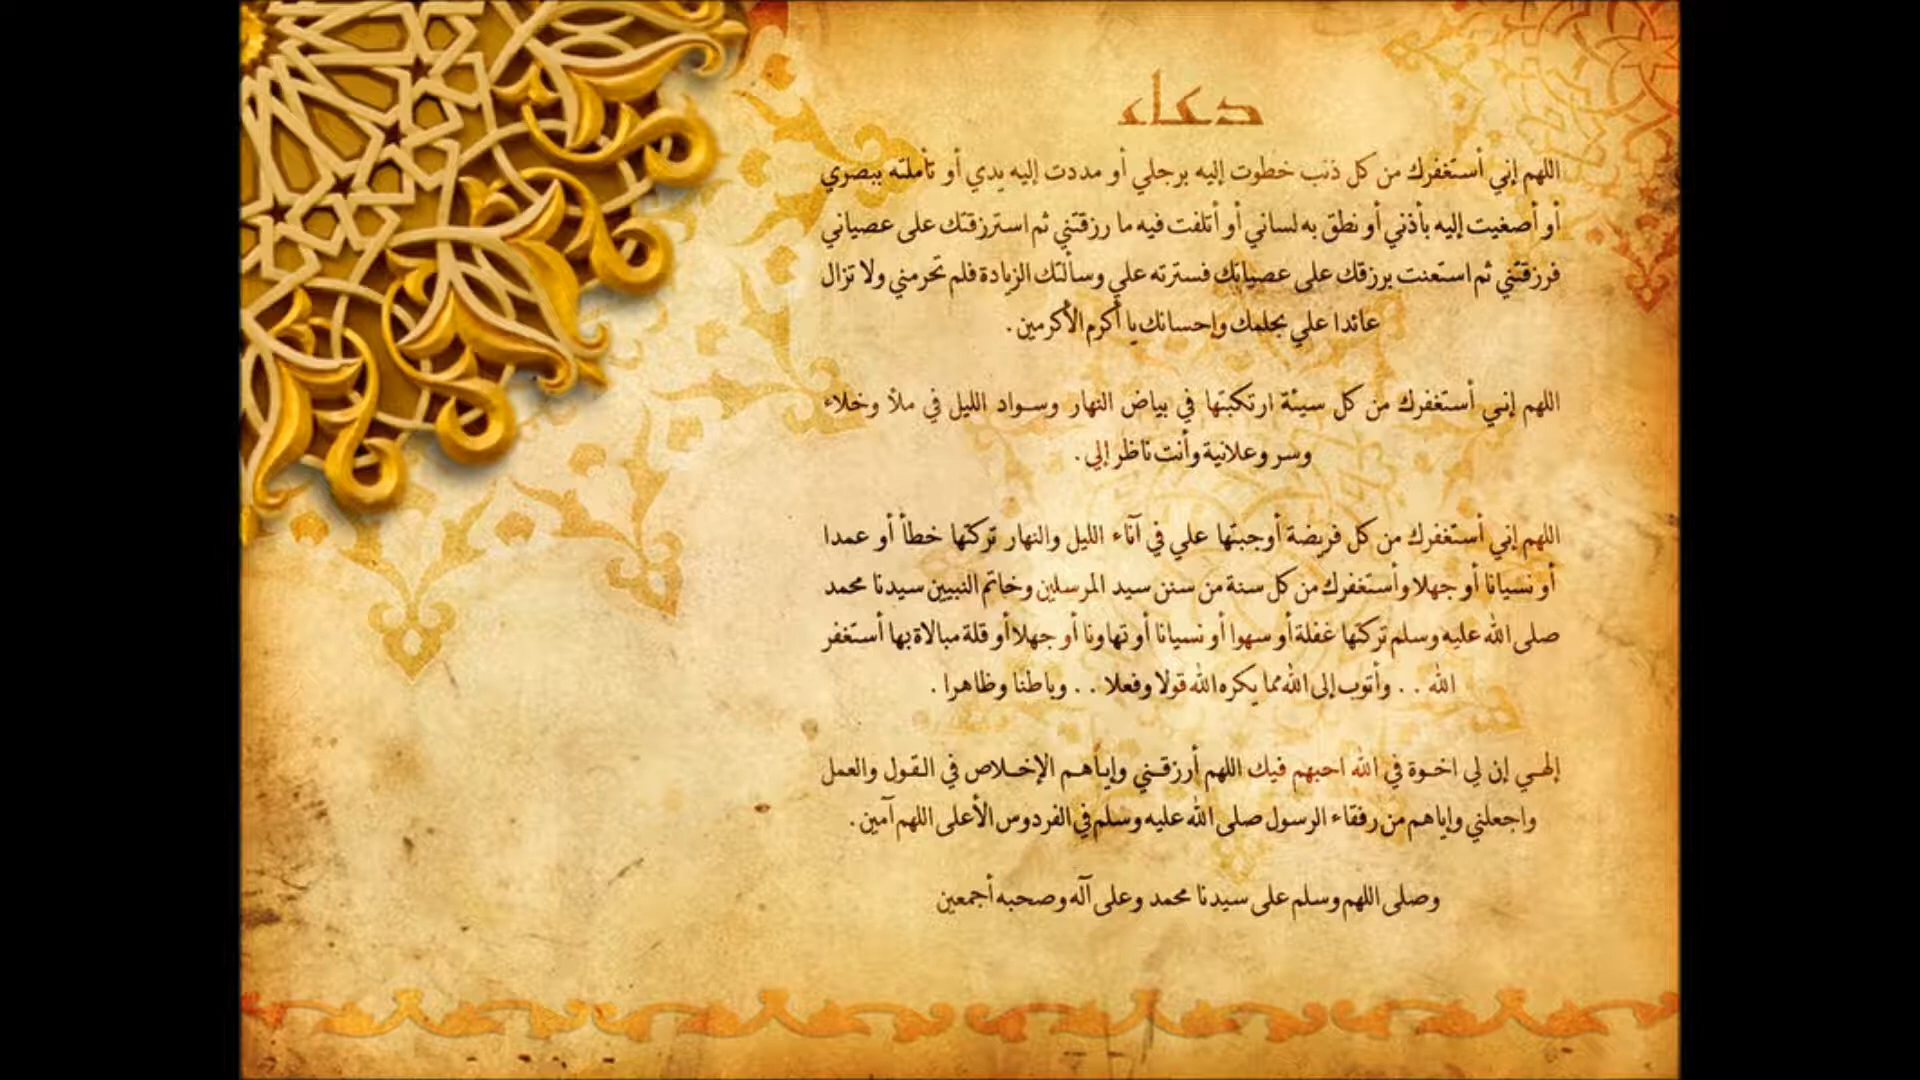 دعاء
اللهم إني أستغفرك من كل ذنب خطوت إليه برجلي أو مددت إليه يدي أو تأملته ببصري
أو أصغيت إليه بأذني أو نطق به لساني أو أتلفت فيه ما رزقتني ثم استرزقتك على عصياني
فرزقتني ثم استعنت برزقك على عصيانك فسترته علي وسألتك الزيادة فلم تحرمني ولا تزال
عائدا علي بحلمك وإحسانك يا أكرم الأكرمين .
اللهم إني أستغفرك من كل سيئة ارتكبتها في بياض النهار وسواد الليل في ملأ وخلاء
وسر وعلانية وأنت ناظر إلي .
اللهم إني أستغفرك من كل فريضة أوجبتها علي في آناء الليل والنهار تركتها خطأ أو عمدا
أو نسيانا أو جهلا وأستغفرك من كل سنة من سنن سيد المرسلين وخاتم النبيين سيدنا محمد
صلى الله عليه وسلم تركتها غفلة أو سهوا أو نسيانا أو تهاونا أو جهلا أو قلة مبالاة بها أستغفر
الله . . وأتوب إلى الله مما يكره الله قولا وفعلا . . وباطنا وظاهرا .
إلهي إن لي اخوة في الله احبهم فيك اللهم أرزقني وإياهم الإخلاص في القول والعمل
واجعلني وإياهم من رفقاء الرسول صلى الله عليه وسلم في الفردوس الأعلى اللهم آمين .
وصلى اللهم وسلم على سيدنا محمد وعلى آله وصحبه أجمعين